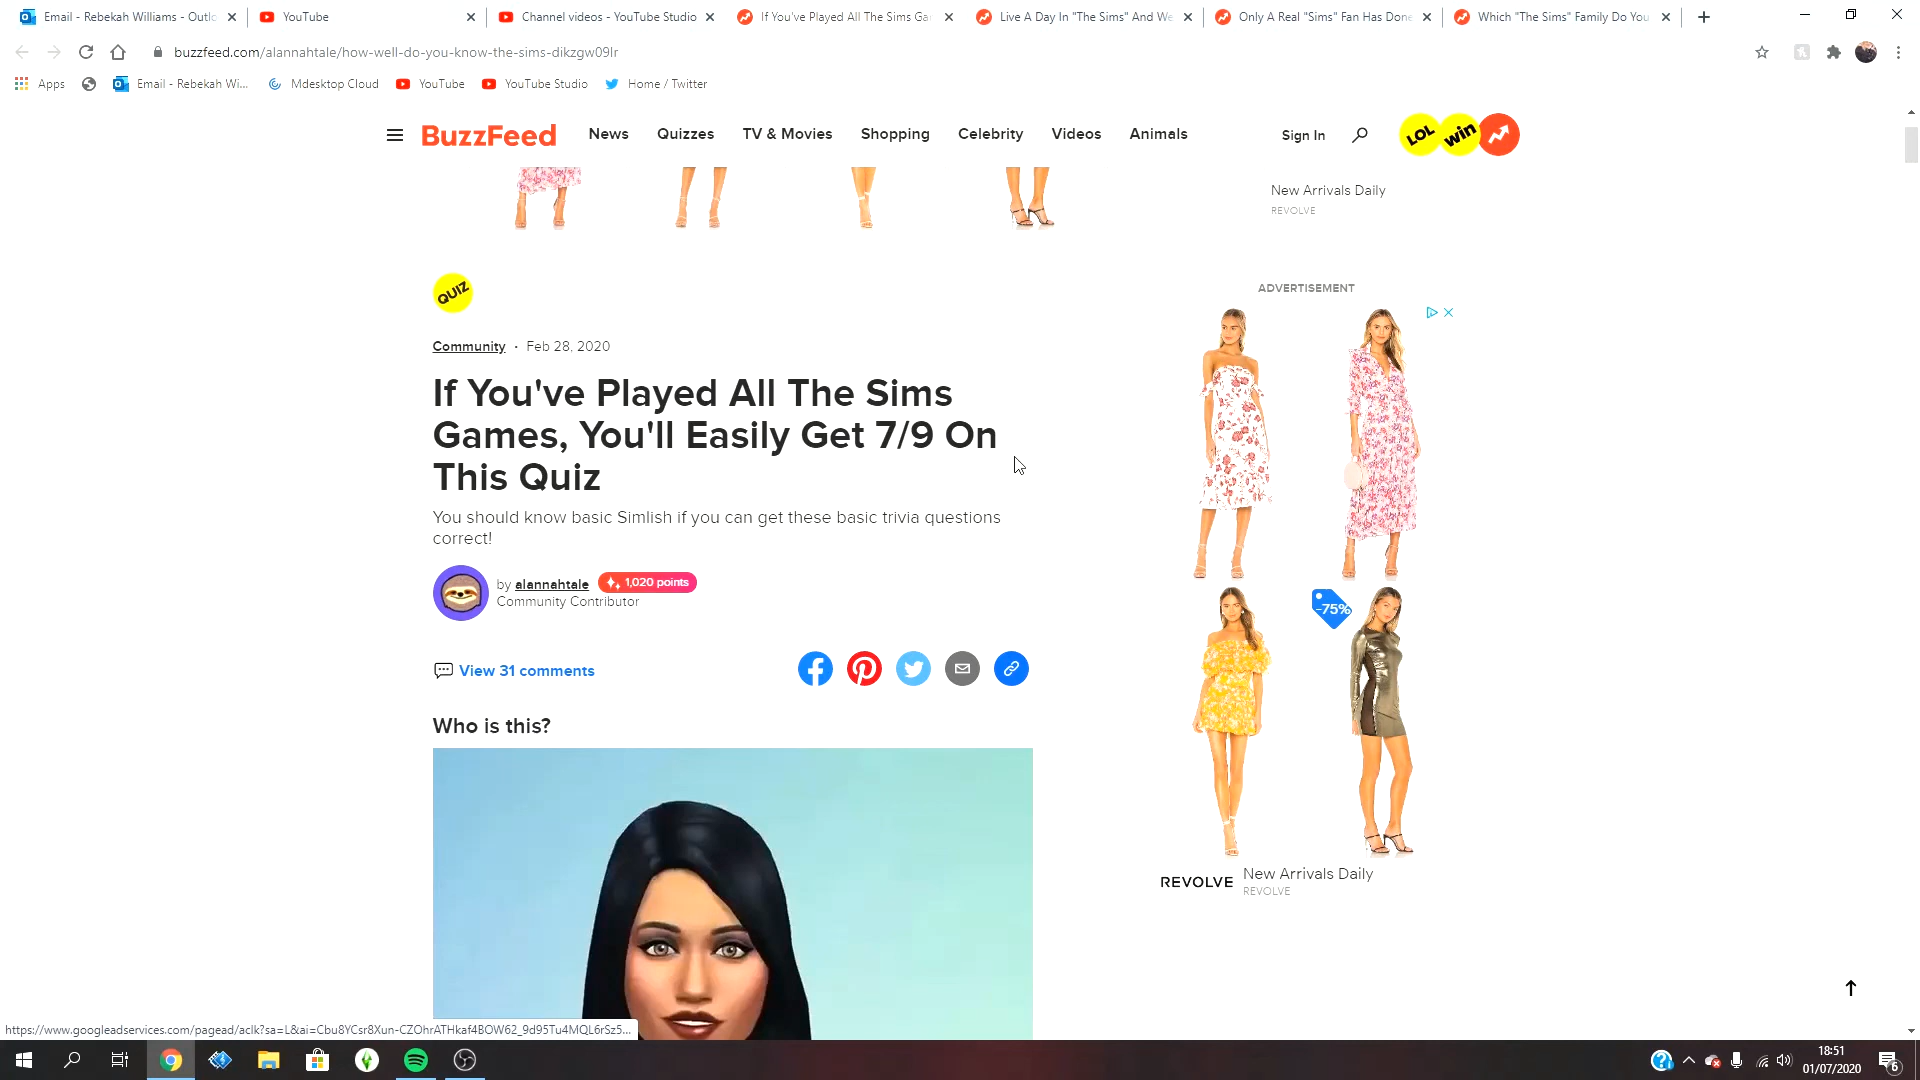 Email - Rebekah Williams - Outlo
YouTube
Channel videos - YouTube Studio
If You've Played All The Sims Ga
Live A Day In "The Sims" And We
Only A Real "Sims" Fan Has Done
Which "The Sims" Family Do You
buzzfeed.com/alannahtale/how-well-do-you-know-the-sims-dikzgw09lr
Apps
Email - Rebekah Wi...
Mdesktop Cloud
YouTube
YouTube Studio
Home / Twitter
BuzzFeed
News
Quizzes
TV & Movies
Shopping
Celebrity
Videos
Animals
Sign In
LOL
win
New Arrivals Daily
REVOLVE
QUIZ
ADVERTISEMENT
Community · Feb 28, 2020
If You've Played All The Sims
Games, You'll Easily Get 7/9 On
This Quiz
You should know basic Simlish if you can get these basic trivia questions
correct!
by alannahtale
1,020 points
Community Contributor
-75%
View 31 comments
Who is this?
REVOLVE
New Arrivals Daily
REVOLVE
https://www.googleadservices.com/pagead/aclk?sa=L&ai=Cbu8YCsr8Xun-CZOhrATHkaf4BOW62_9d95Tu4MQL6rSz5...
18:51
01/07/2020
6